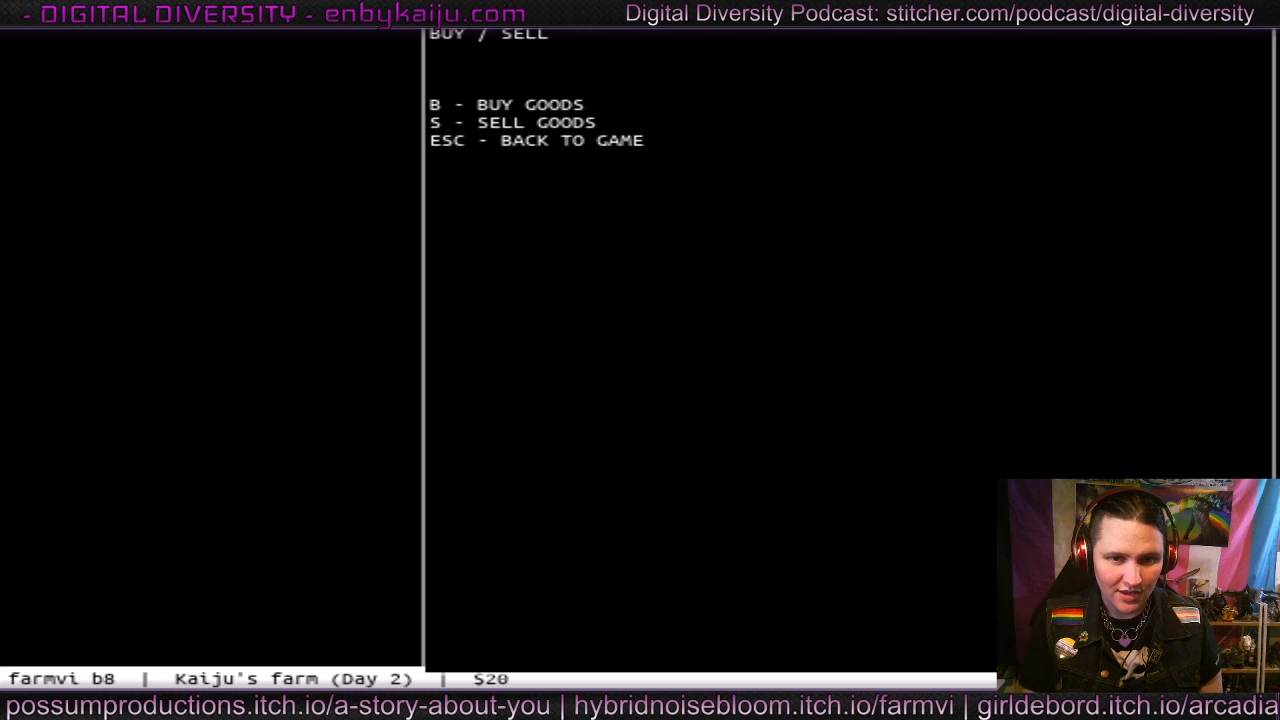 - DIGITAL DIVERSITY - enbykaiju.com
Digital Diversity Podcast: stitcher.com/podcast/digital-diversity
BUY / SELL
B - BUY GOODS
S - SELL GOODS
ESC - BACK TO GAME
farmvi b8 | Kaiju's farm (Day 2) | $20
possumproductions.itch.io/a-story-about-you | hybridnoisebloom.itch.io/farmvi | girldebord.itch.io/arcadia